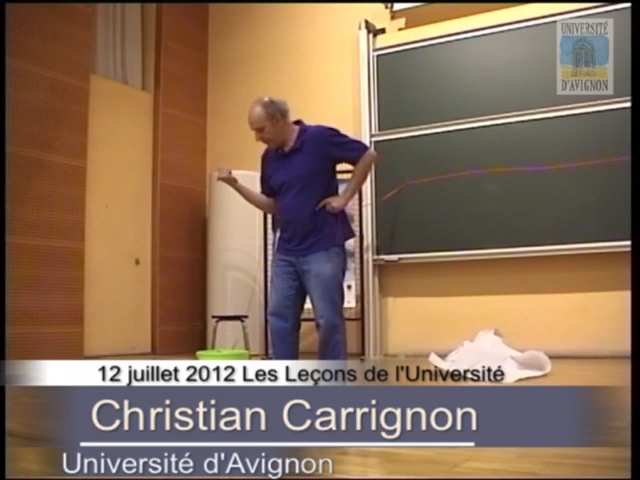 UNIVERSITÉ
D'AVIGNON
12 juillet 2012 Les Leçons de l'Université
Christian Carrignon
Université d'Avignon